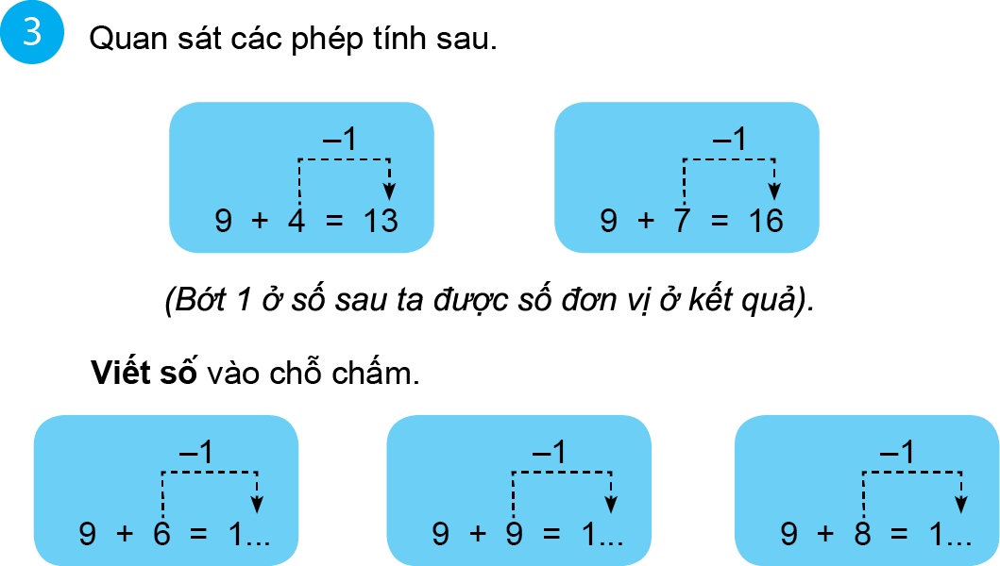 3 Quan sát các phép tính sau.
–1 –1
9 + 4 = 13 9 + 7 = 16
(Bớt 1 ở số sau ta được số đơn vị ở kết quả).
Viết số vào chỗ chấm.
–1 –1 –1
9 + 6 = 1... 9 + 9 = 1... 9 + 8 = 1...